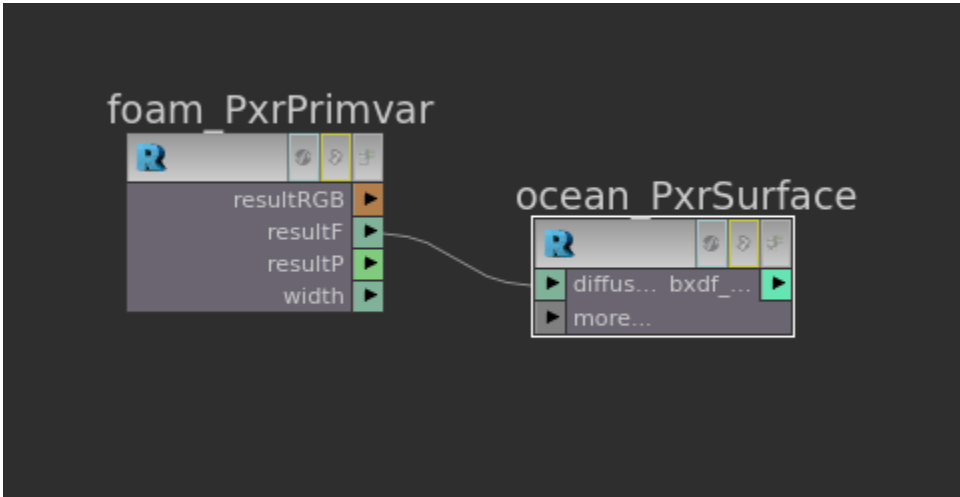 foam_PxrPrimvar
resultRGB
resultF
resultP
width
ocean_PxrSurface
diffus... bxdf_...
more...